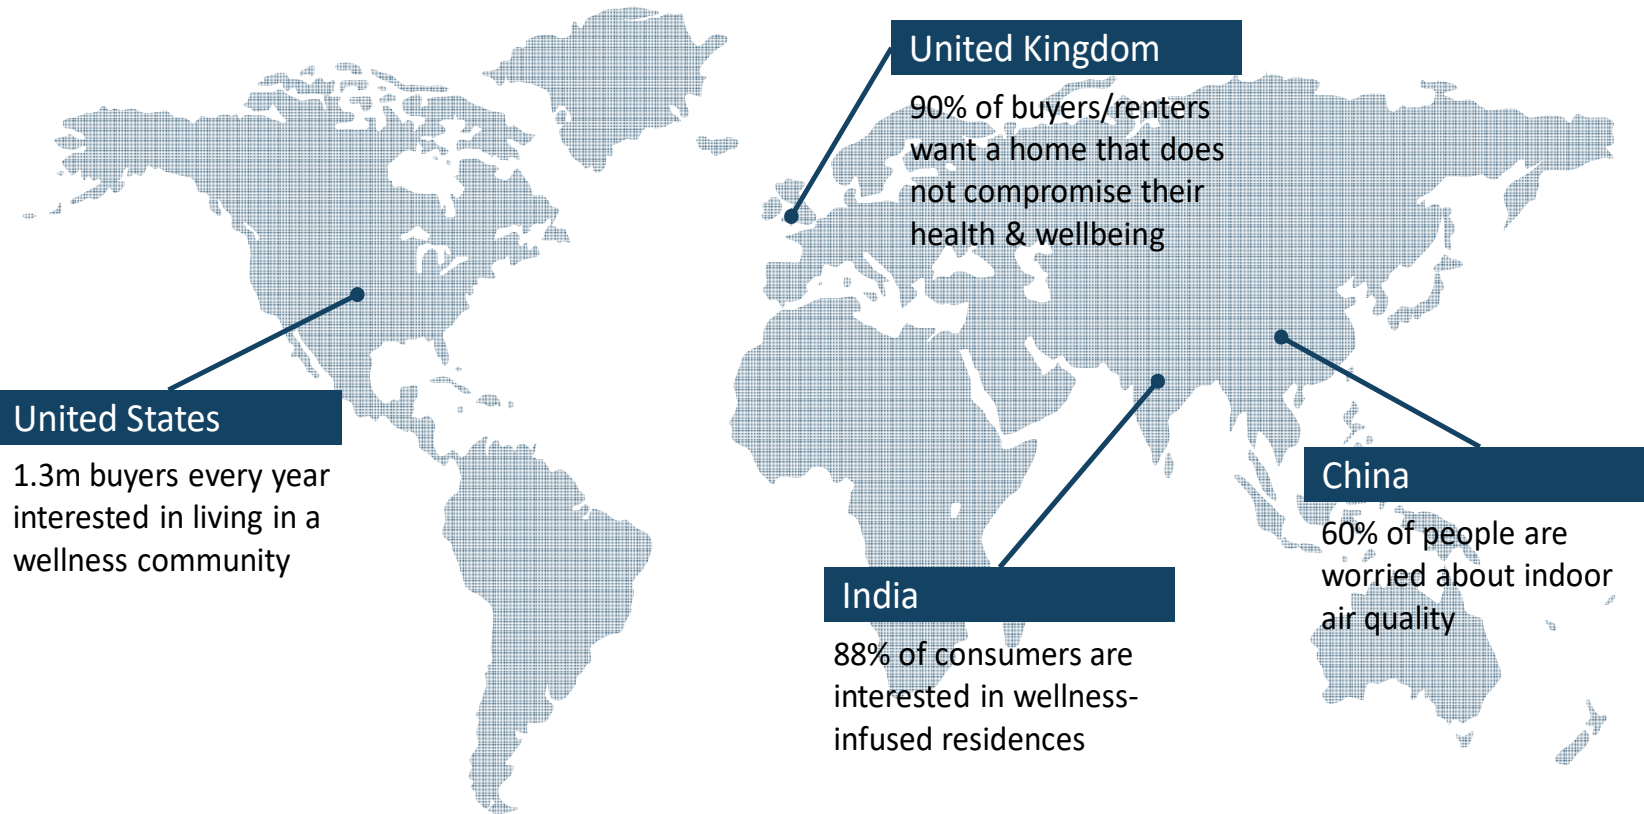 United Kingdom
90% of buyers/renters
want a home that does
not compromise their
health & wellbeing
United States
1.3m buyers every year
interested in living in a
wellness community
China
60% of people are
worried about indoor
air quality
India
88% of consumers are
interested in wellness-
infused residences